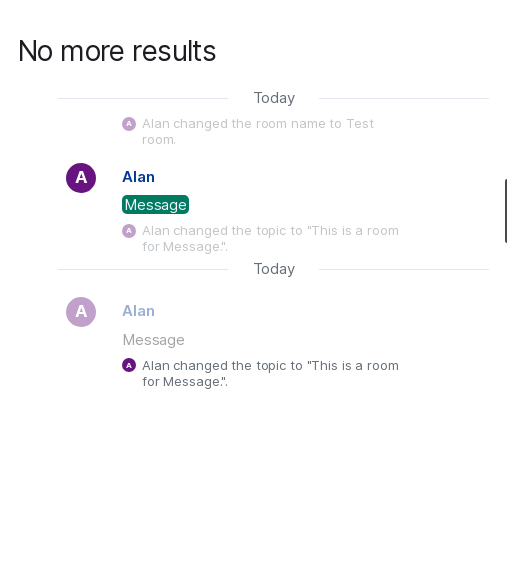 No more results
Today
A Alan changed the room name to Test
room.
A Alan
Message
A Alan changed the topic to "This is a room
for Message.".
Today
A Alan
Message
A Alan changed the topic to "This is a room
for Message.".